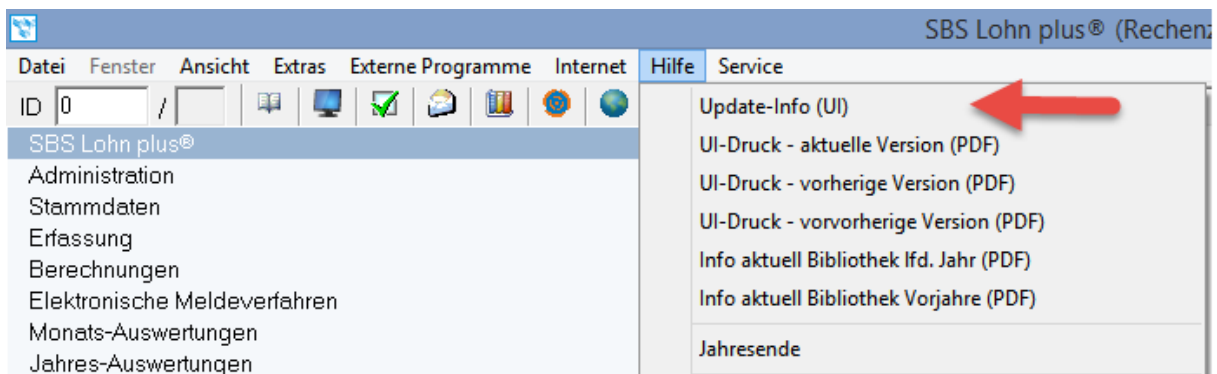 SBS Lohn plus® (Rechenz
Datei Fenster Ansicht Extras Externe Programme Internet Hilfe Service
ID 0 /
SBS Lohn plus®
Administration
Stammdaten
Erfassung
Berechnungen
Elektronische Meldeverfahren
Monats-Auswertungen
Jahres-Auswertungen
Update-Info (UI)
UI-Druck - aktuelle Version (PDF)
UI-Druck - vorherige Version (PDF)
UI-Druck - vorvorherige Version (PDF)
Info aktuell Bibliothek lfd. Jahr (PDF)
Info aktuell Bibliothek Vorjahre (PDF)
Jahresende